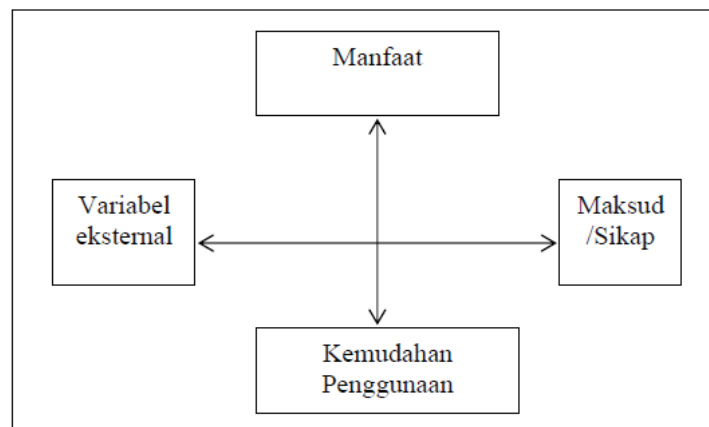 Manfaat
Variabel
eksternal
Maksud
/Sikap
Kemudahan
Penggunaan